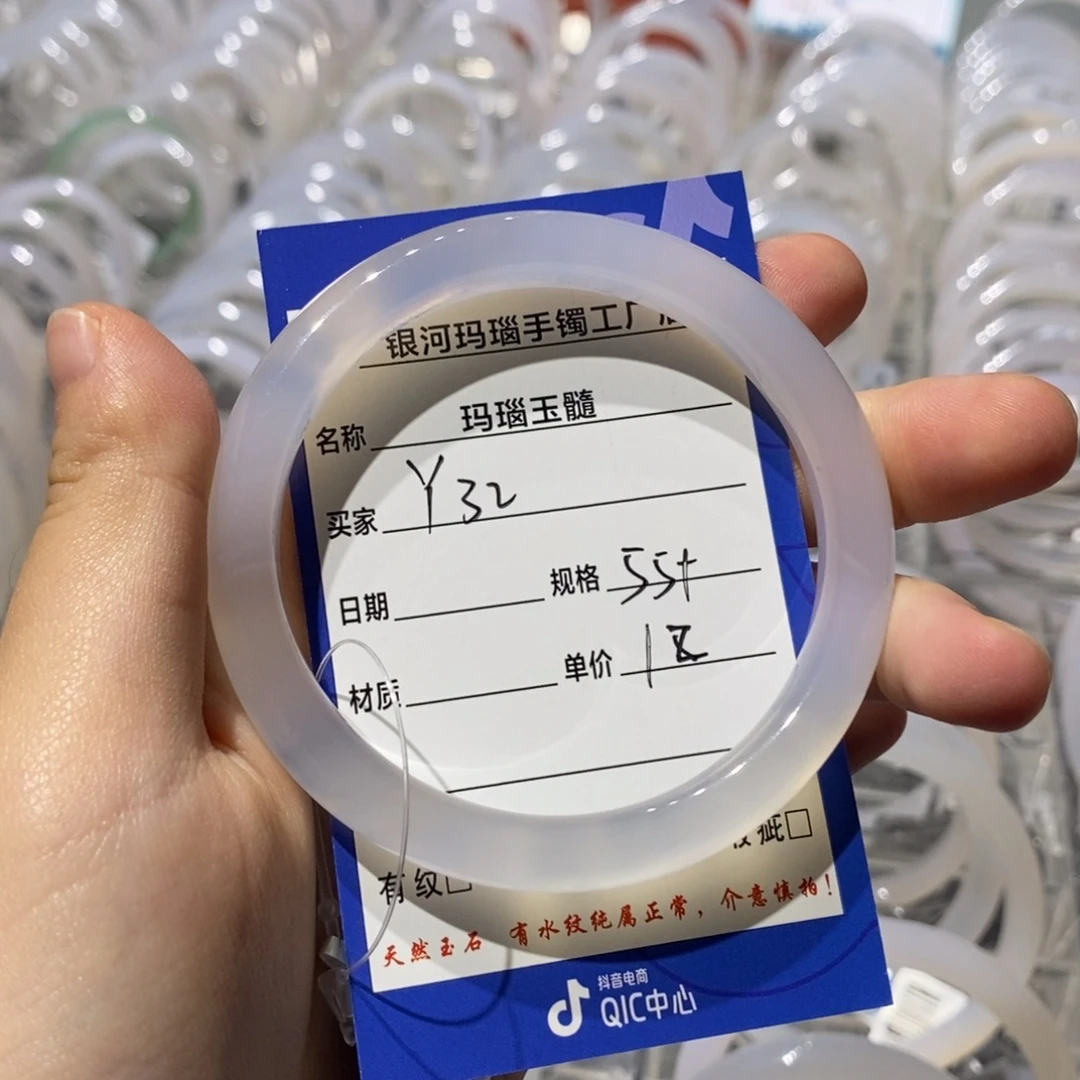 银河玛瑙手镯工厂
名称 玛瑙玉髓
买家 Y32
日期 规格 55+
材质 单价
有纹□ 疵□
天然玉石 有水纹纯属正常，介意慎拍！
抖音电商
QIC中心